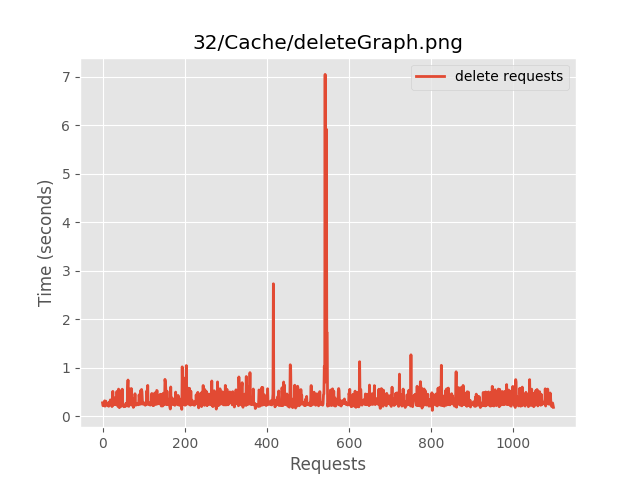 32/Cache/deleteGraph.png
delete requests
Time (seconds)
7
6
5
4
3
2
1
0
0 200 400 600 800 1000
Requests